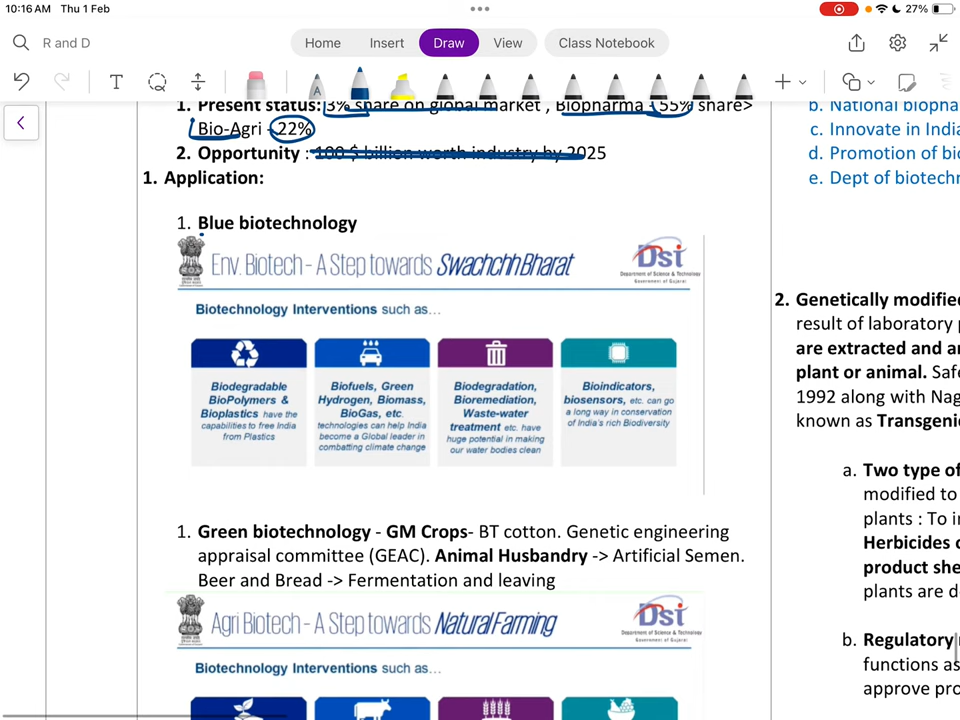 10:16 AM Thu 1 Feb
27%
R and D
Home Insert Draw View Class Notebook
T
A
1. Present status: 3% share on global market , Biopharma - 55% share>
Bio-Agri - 22%
2. Opportunity : 100 $ billion worth industry by 2025
1. Application:
1. Blue biotechnology
Env. Biotech - A Step towards Swachchh Bharat
DST
Department of Science & Technology
Government of Gujarat
Biotechnology Interventions such as…
Biodegradable
BioPolymers &
Bioplastics have the
capabilities to free India
from Plastics
Biofuels, Green
Hydrogen, Biomass,
BioGas, etc.
technologies can help India
become a Global leader in
combatting climate change
Biodegradation,
Bioremediation,
Waste-water
treatment etc. have
huge potential in making
our water bodies clean
Bioindicators,
biosensors, etc. can go
a long way in conservation
of India's rich Biodiversity
1. Green biotechnology - GM Crops- BT cotton. Genetic engineering
appraisal committee (GEAC). Animal Husbandry -> Artificial Semen.
Beer and Bread -> Fermentation and leaving
Agri Biotech - A Step towards Natural Farming
DST
Department of Science & Technology
Government of Gujarat
Biotechnology Interventions such as…
b. National biopha
c. Innovate in India
d. Promotion of bio
e. Dept of biotechn
2. Genetically modified
result of laboratory p
are extracted and ar
plant or animal. Safe
1992 along with Nag
known as Transgenic
a. Two type of
modified to
plants : To in
Herbicides o
product she
plants are d
b. Regulatory
functions as
approve pro